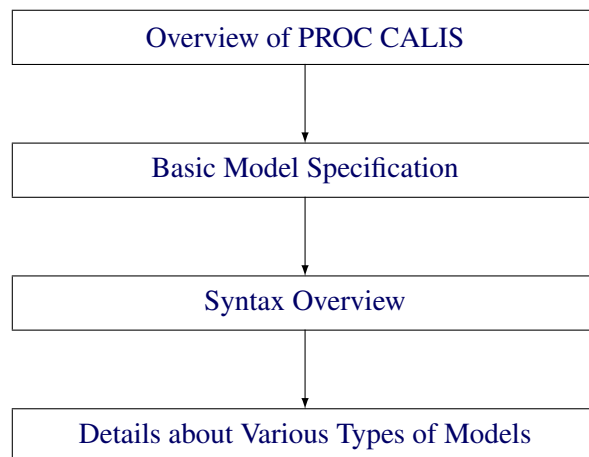 Overview of PROC CALIS
Basic Model Specification
Syntax Overview
Details about Various Types of Models